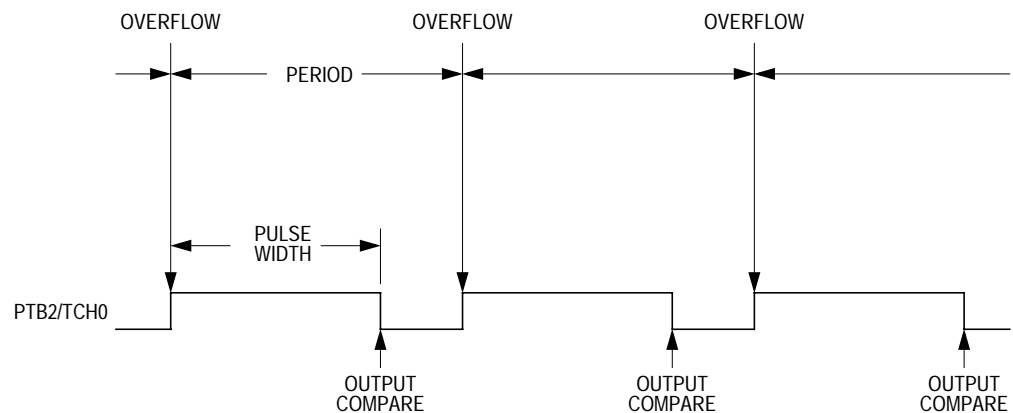 OVERFLOW OVERFLOW OVERFLOW
PERIOD
PULSE
WIDTH
PTB2/TCH0
OUTPUT
COMPARE
OUTPUT
COMPARE
OUTPUT
COMPARE